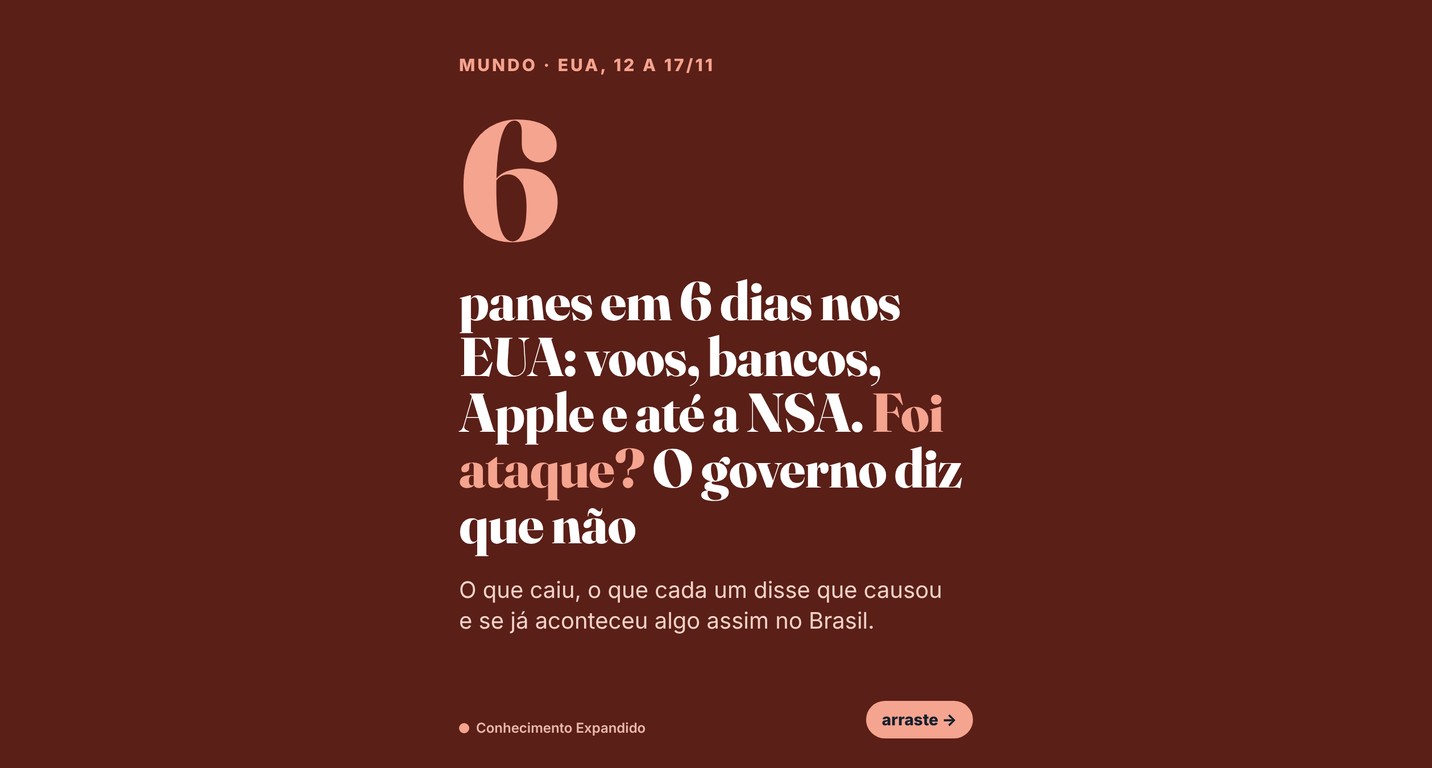 MUNDO · EUA, 12 A 17/11
6
panes em 6 dias nos
EUA: voos, bancos,
Apple e até a NSA. Foi
ataque? O governo diz
que não
O que caiu, o que cada um disse que causou
e se já aconteceu algo assim no Brasil.
Conhecimento Expandido
arraste →